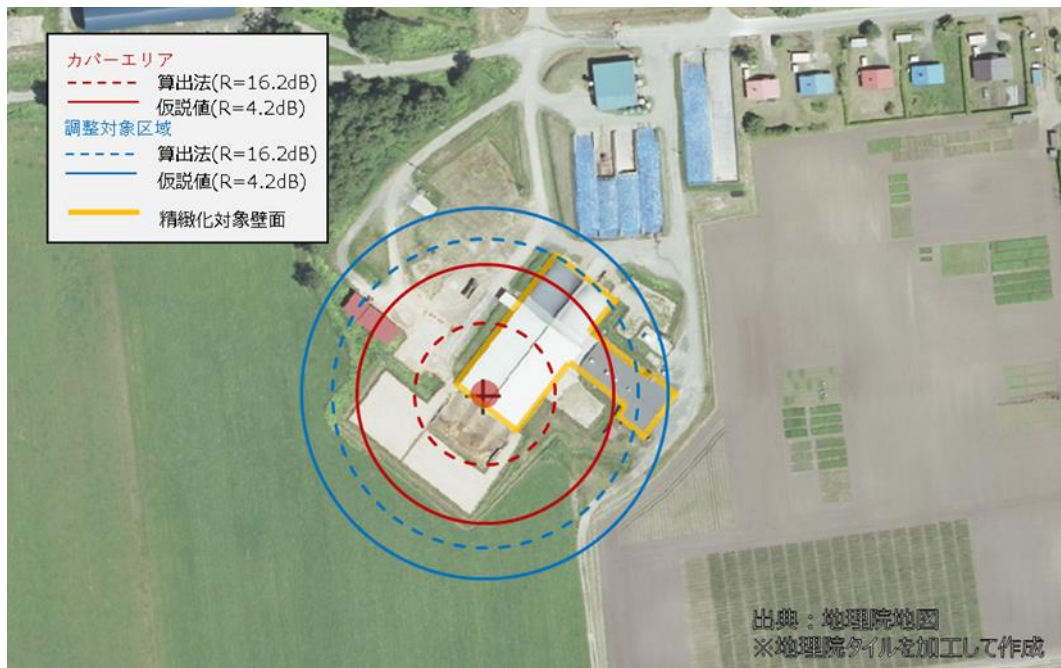 カバーエリア
算出法(R=16.2dB)
仮説値(R=4.2dB)
調整対象区域
算出法(R=16.2dB)
仮説値(R=4.2dB)
精緻化対象壁面
出典：地理院地図
※地理院タイルを加工して作成